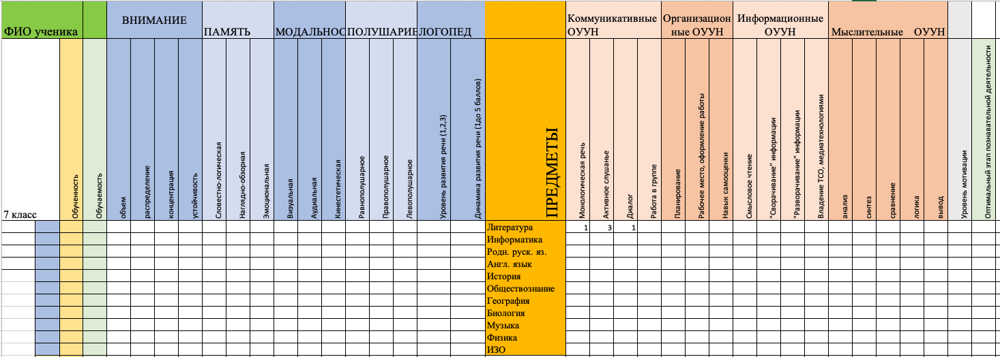 ФИО ученика
ВНИМАНИЕ
ПАМЯТЬ
МОДАЛЬНОС
ПОЛУШАРИЕ
ЛОГОПЕД
Коммуникативные
ОУУН
Организацион
ные ОУУН
Информационные
ОУУН
Мыслительные ОУУН
7 класс
Обученность
Обучаемость
объем
распределение
концентрация
устойчивость
Словестно-логическая
Наглядно-обзорная
Эмоциональная
Визуальная
Аудиальная
Кинестетическая
Равнополушарное
Правополушарное
Левополушарное
Уровень развития речи (1,2,3)
Динамика развития речи (1до 5 баллов)
ПРЕДМЕТЫ
Монологическая речь
Активное слушанье
Диалог
Работа в группе
Планирование
Рабочее место, оформление работы
Навык самооценки
Смысловое чтение
"Сворачивание" информации
"Разворачивание" информации
Владение ТСО, медиатехнологиями
анализ
синтез
сравнение
логика
вывод
Уровень мотивации
Оптимальный этап познавательной деятельности
Литература 1 3 1
Информатика
Родн. руск. яз.
Англ. язык
История
Обществознание
География
Биология
Музыка
Физика
ИЗО